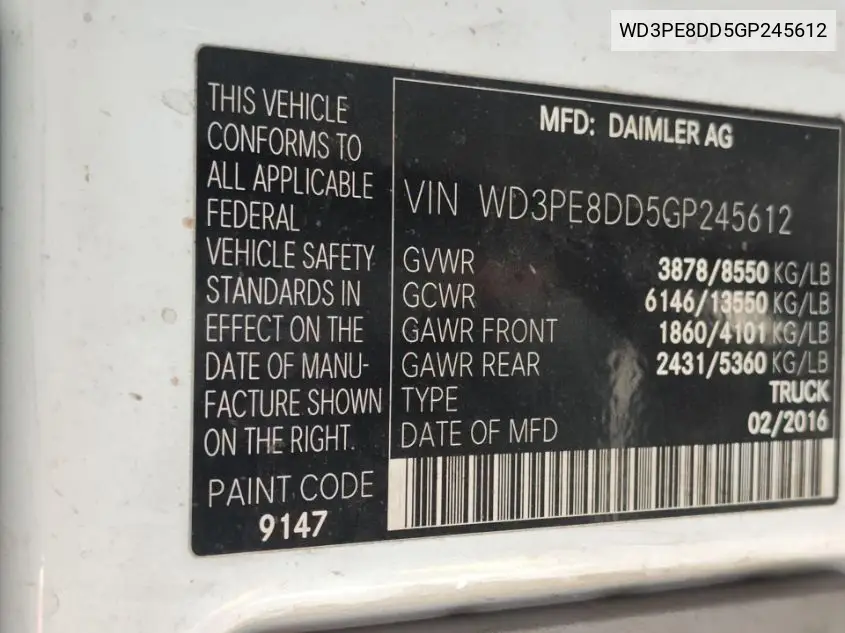 WD3PE8DD5GP245612
THIS VEHICLE
CONFORMS TO
ALL APPLICABLE
FEDERAL
VEHICLE SAFETY
STANDARDS IN
EFFECT ON THE
DATE OF MANU-
FACTURE SHOWN
ON THE RIGHT.
PAINT CODE
9147
MFD: DAIMLER AG
VIN WD3PE8DD5GP245612
GVWR 3878/8550 KG/LB
GCWR 6146/13550 KG/LB
GAWR FRONT 1860/4101 KG/LB
GAWR REAR 2431/5360 KG/LB
TYPE TRUCK
DATE OF MFD 02/2016